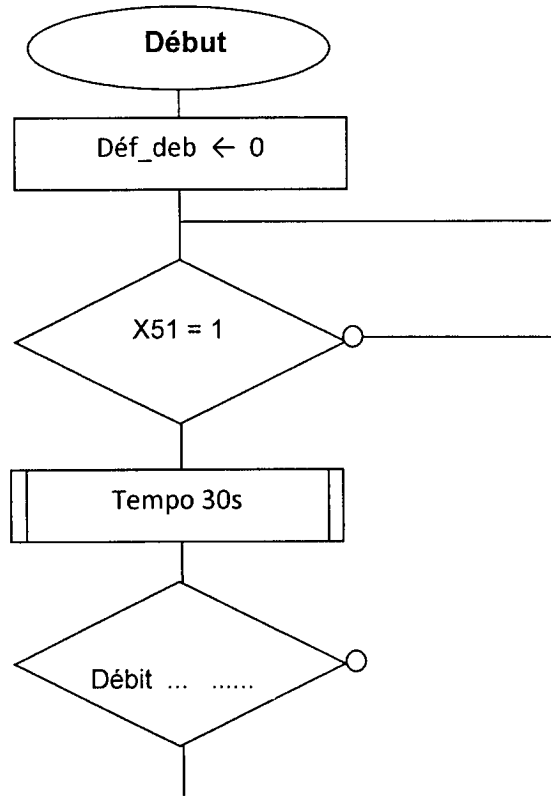 Début
Déf_deb ← 0
X51 = 1
Tempo 30s
Débit ... ......